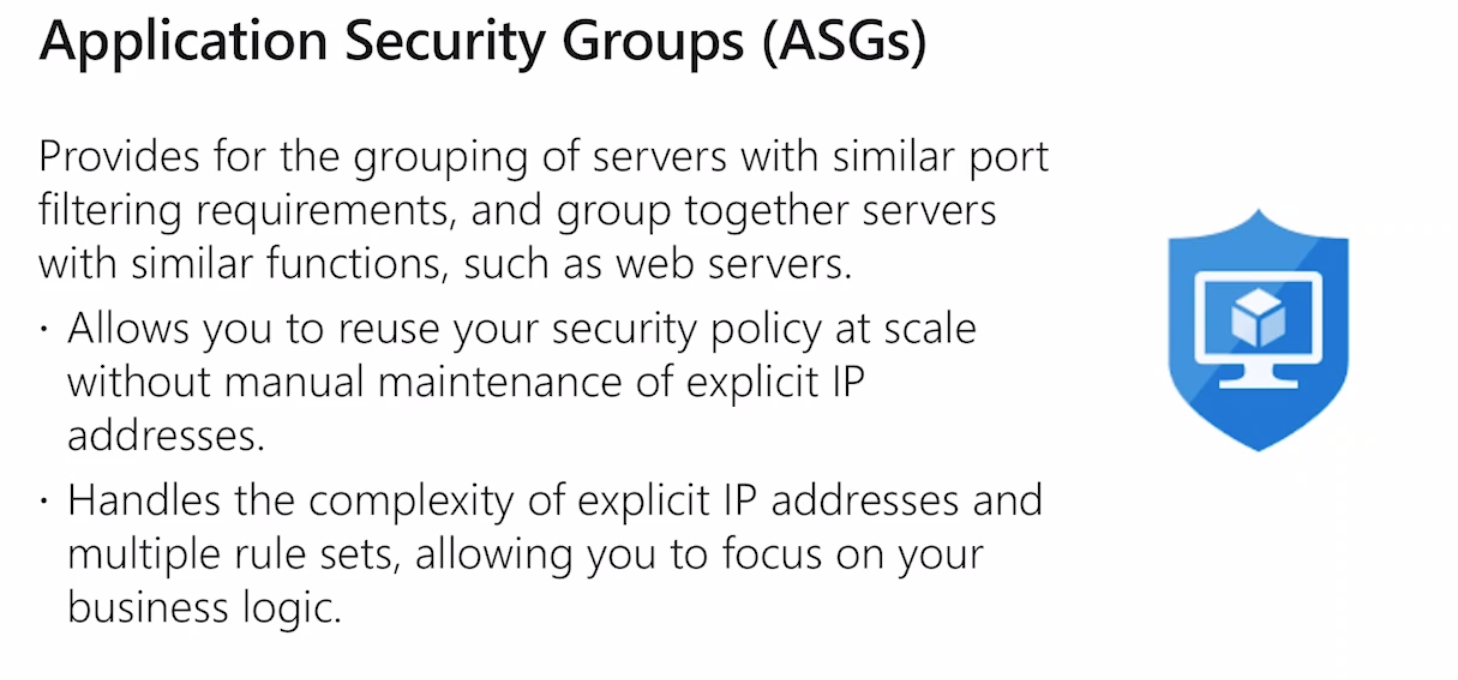 Application Security Groups (ASGs)
Provides for the grouping of servers with similar port
filtering requirements, and group together servers
with similar functions, such as web servers.
· Allows you to reuse your security policy at scale
without manual maintenance of explicit IP
addresses.
· Handles the complexity of explicit IP addresses and
multiple rule sets, allowing you to focus on your
business logic.